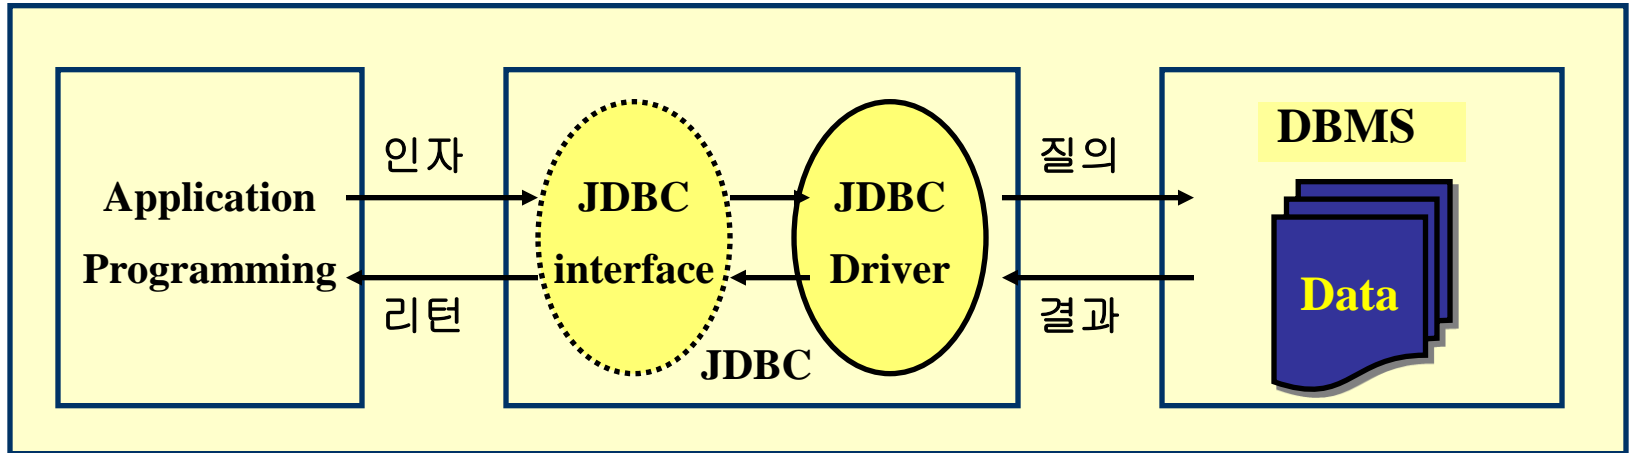 Application
Programming
인자
리턴
JDBC
interface
JDBC
Driver
JDBC
질의
결과
DBMS
Data